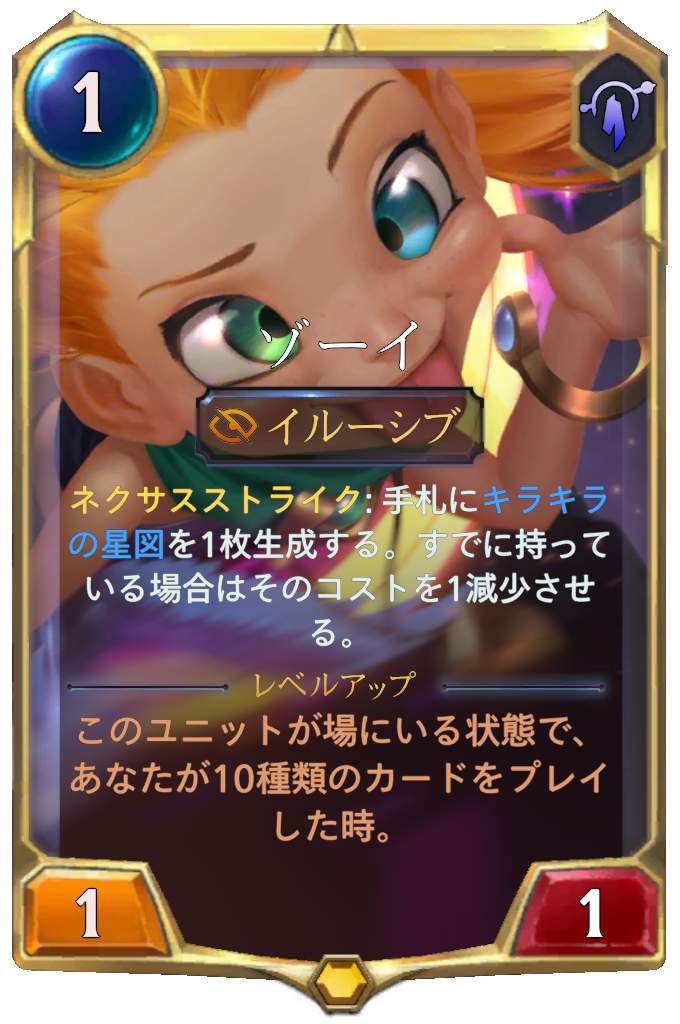 1
ゾーイ
イルーシブ
ネクサスストライク: 手札にキラキラ
の星図を1枚生成する。すでに持って
いる場合はそのコストを1減少させ
る。
レベルアップ
このユニットが場にいる状態で、
あなたが10種類のカードをプレイ
した時。
1
1